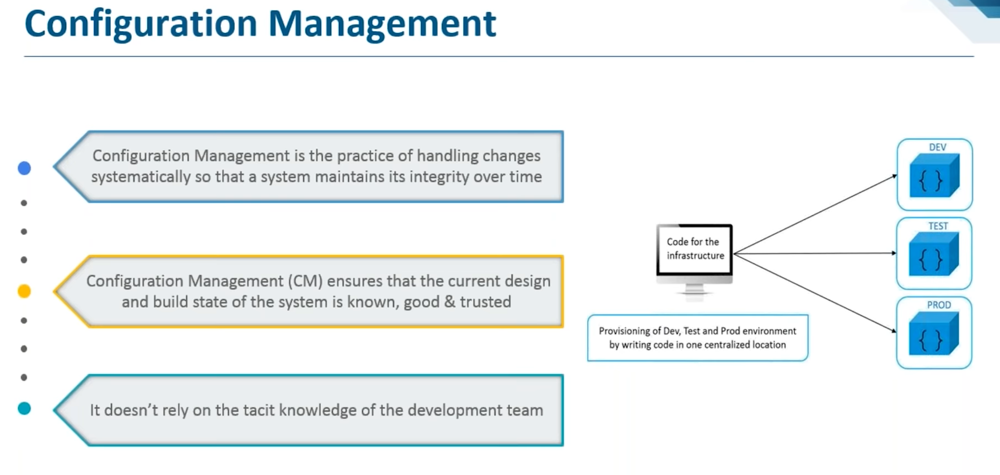 Configuration Management
Configuration Management is the practice of handling changes
systematically so that a system maintains its integrity over time
Configuration Management (CM) ensures that the current design
and build state of the system is known, good & trusted
It doesn’t rely on the tacit knowledge of the development team
Code for the
infrastructure
Provisioning of Dev, Test and Prod environment
by writing code in one centralized location
DEV
{ }
TEST
{ }
PROD
{ }